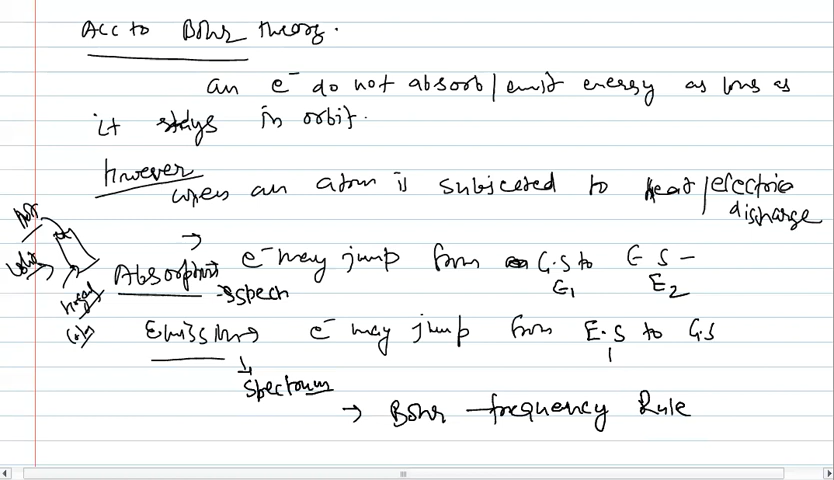 Acc to Bohr theory.
an e⁻ do not absorb/emit energy as long as
it stays in orbit.
however
when an atom is subjected to heat/electric
discharge
→
Absorption e⁻ may jump from G.S to E S -
→ spectr E1 E2
Emission → e⁻ may jump from E.S to G.S
↓
spectrum
→ Bohr frequency Rule